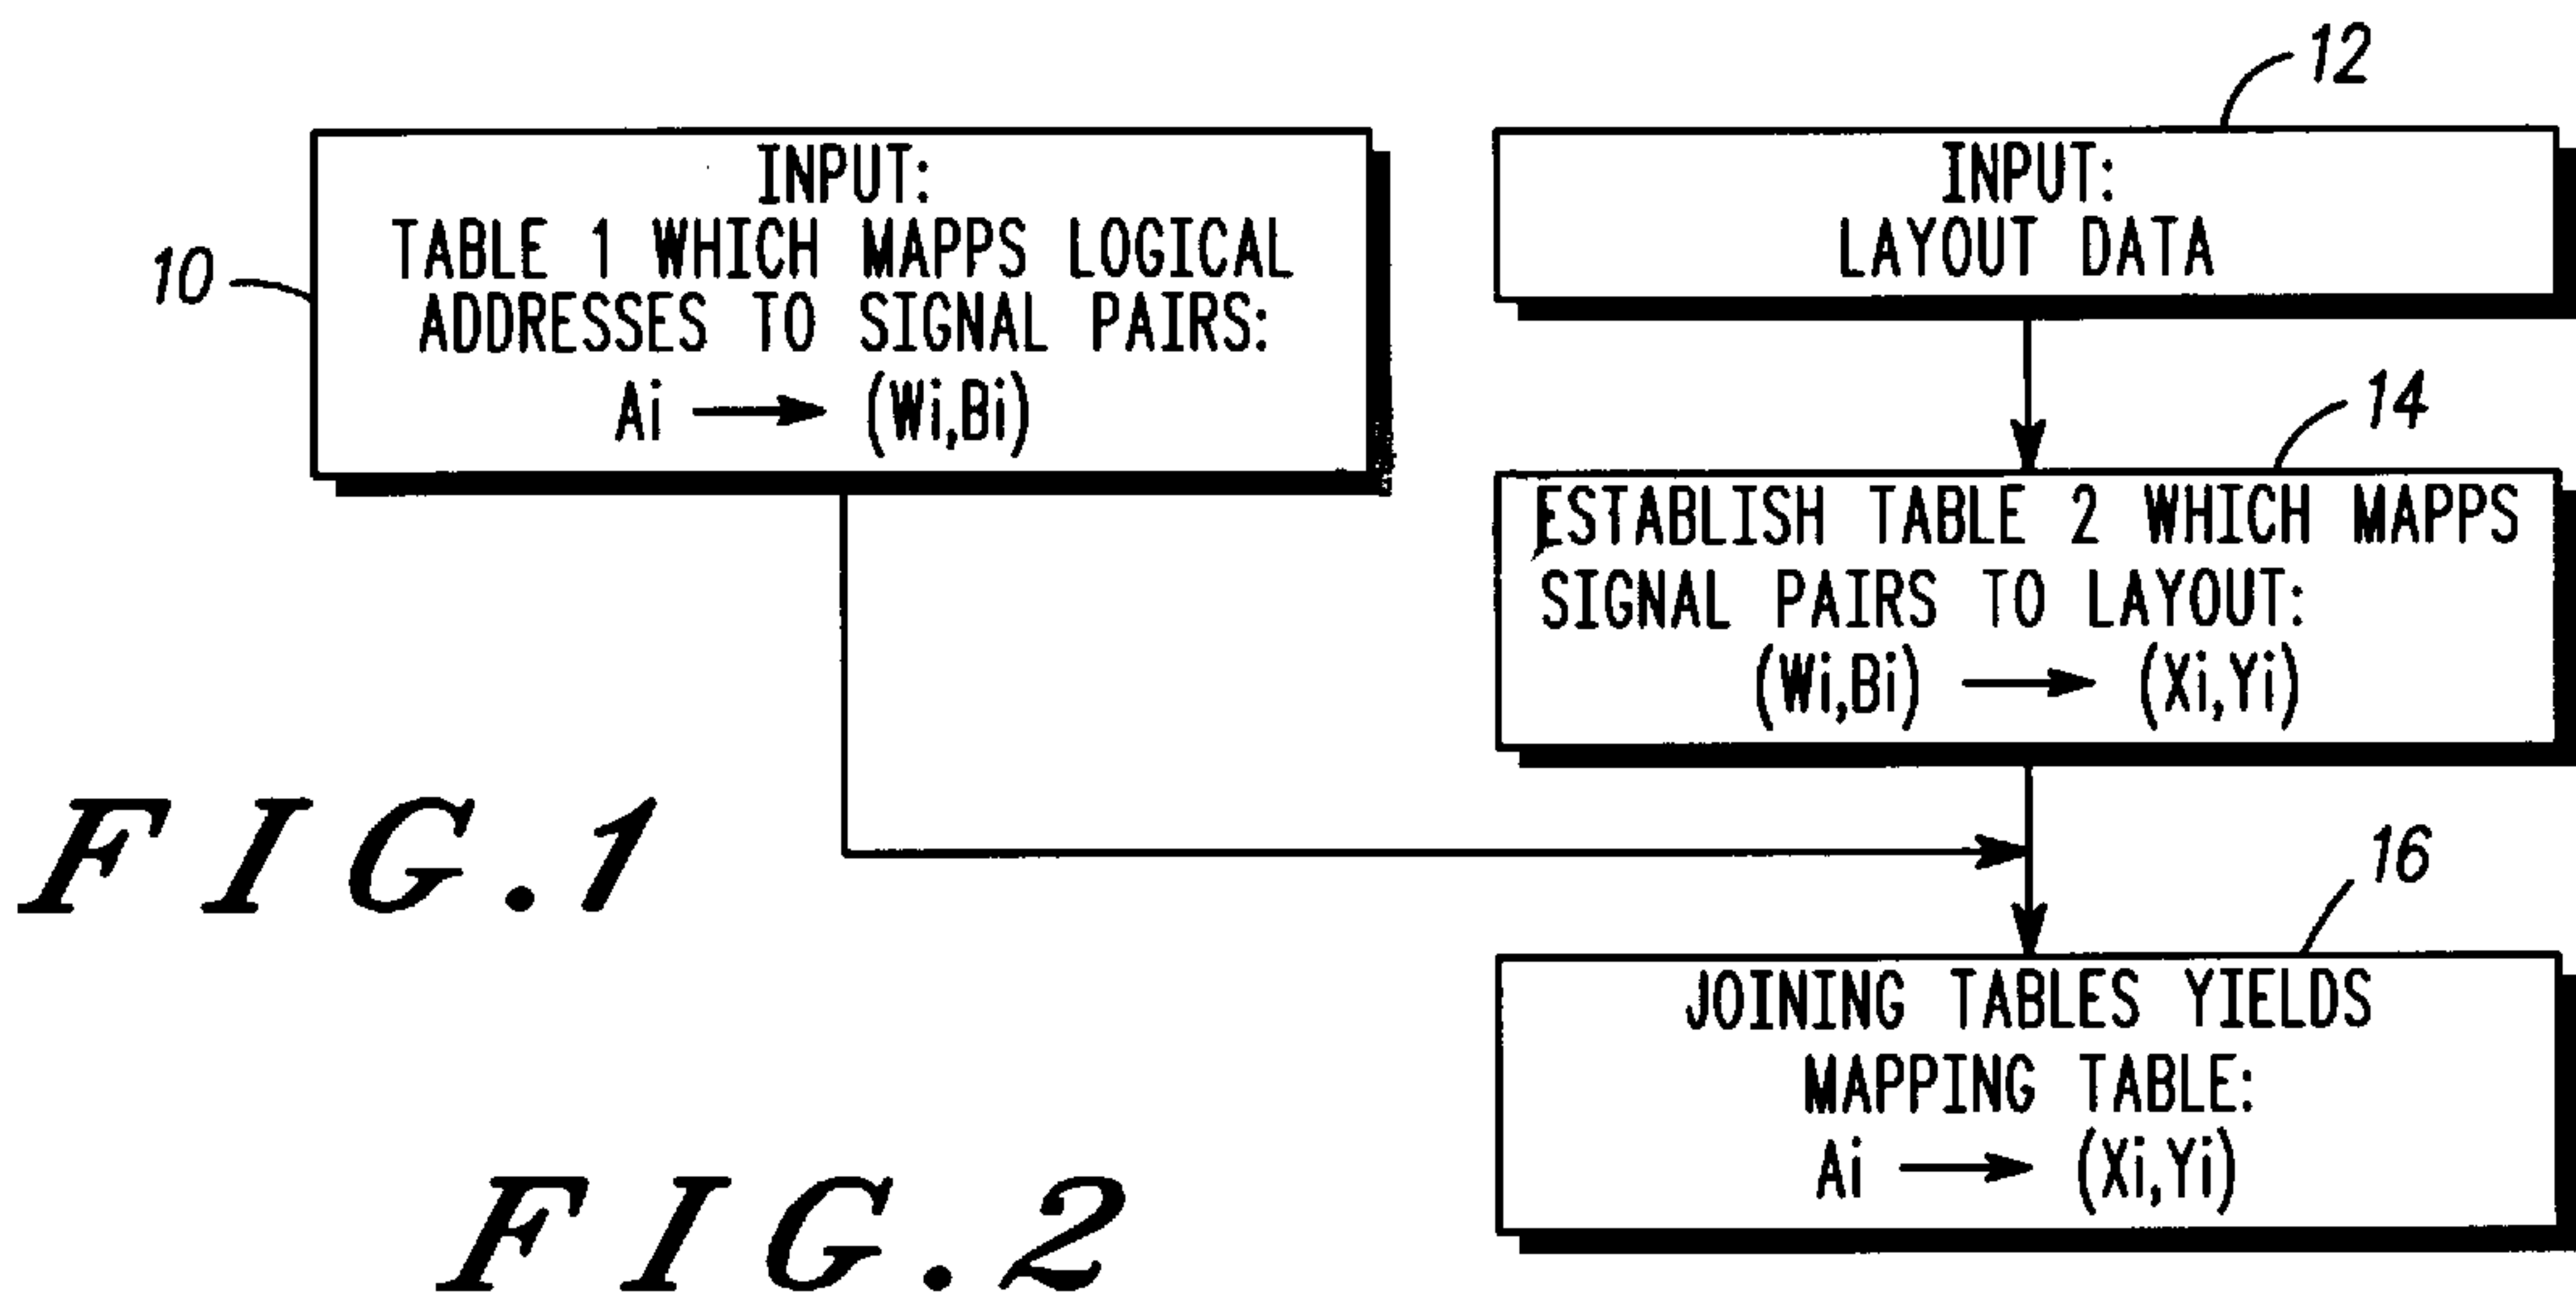 12
INPUT:
TABLE 1 WHICH MAPPS LOGICAL
ADDRESSES TO SIGNAL PAIRS:
Ai → (Wi,Bi)
10
INPUT:
LAYOUT DATA
14
ESTABLISH TABLE 2 WHICH MAPPS
SIGNAL PAIRS TO LAYOUT:
(Wi,Bi) → (Xi,Yi)
FIG.1
16
JOINING TABLES YIELDS
MAPPING TABLE:
Ai → (Xi,Yi)
FIG.2